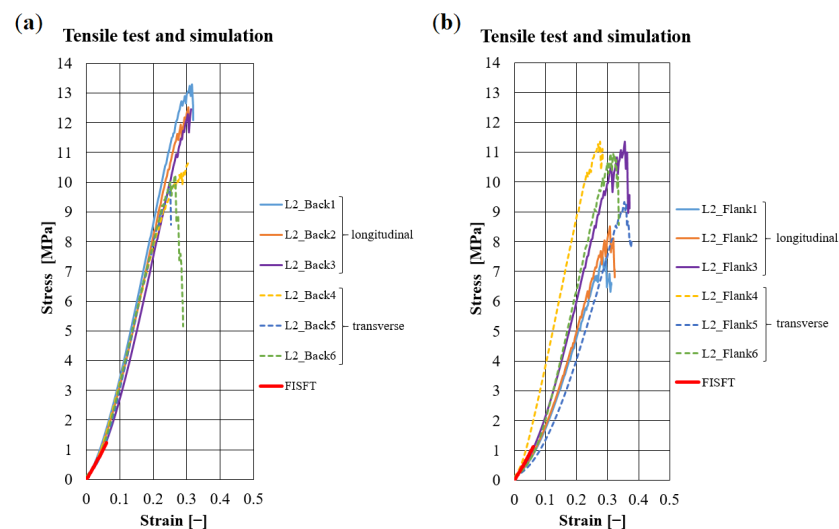 (a)
Tensile test and simulation
14
13
12
11
10
9
8
7
6
5
4
3
2
1
0
Stress [MPa]
0
0.1
0.2
0.3
0.4
0.5
Strain [−]
L2_Back1
L2_Back2
longitudinal
L2_Back3
L2_Back4
L2_Back5
transverse
L2_Back6
FISFT
(b)
Tensile test and simulation
14
13
12
11
10
9
8
7
6
5
4
3
2
1
0
Stress [MPa]
0
0.1
0.2
0.3
0.4
0.5
Strain [−]
L2_Flank1
L2_Flank2
longitudinal
L2_Flank3
L2_Flank4
L2_Flank5
transverse
L2_Flank6
FISFT